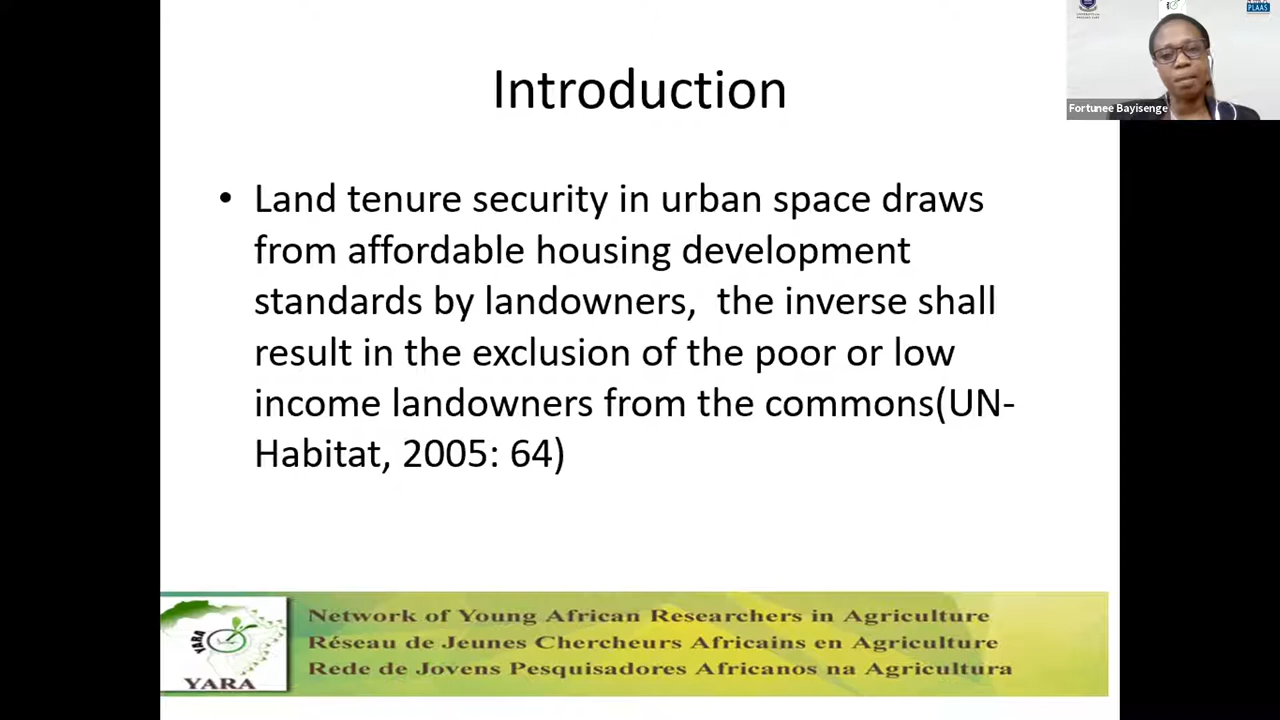 PLAAS
Fortunee Bayisenge
Introduction
• Land tenure security in urban space draws
from affordable housing development
standards by landowners,  the inverse shall
result in the exclusion of the poor or low
income landowners from the commons(UN-
Habitat, 2005: 64)
YARA
YARA
Network of Young African Researchers in Agriculture
Réseau de Jeunes Chercheurs Africains en Agriculture
Rede de Jovens Pesquisadores Africanos na Agricultura